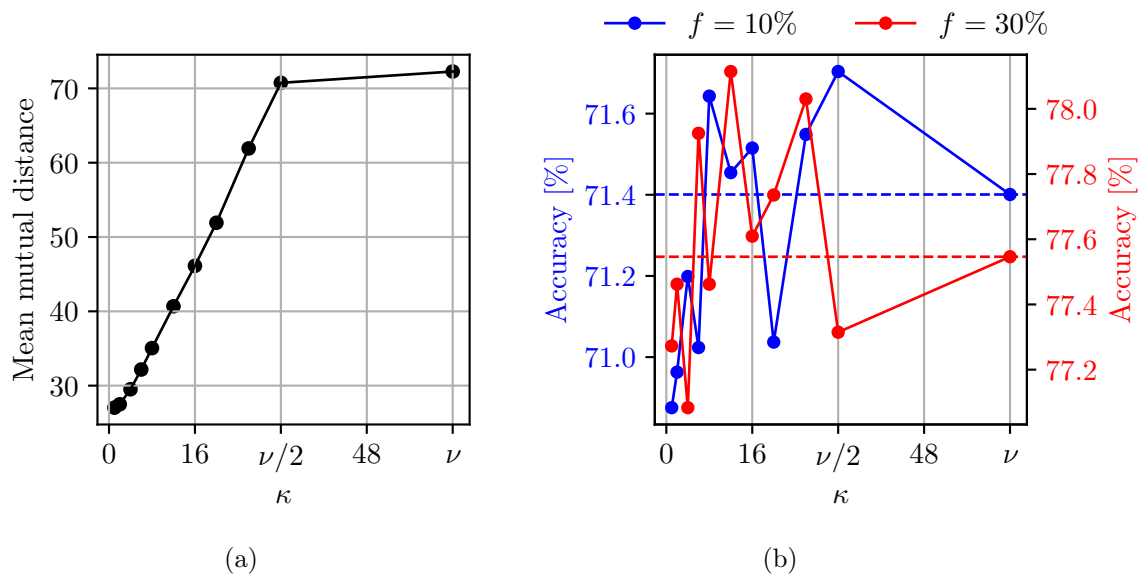 f = 10%
f = 30%
Mean mutual distance
70
60
50
40
30
0
16
ν/2
48
ν
κ
(a)
Accuracy [%]
71.6
71.4
71.2
71.0
0
16
ν/2
48
ν
κ
78.0
77.8
77.6
77.4
77.2
Accuracy [%]
(b)